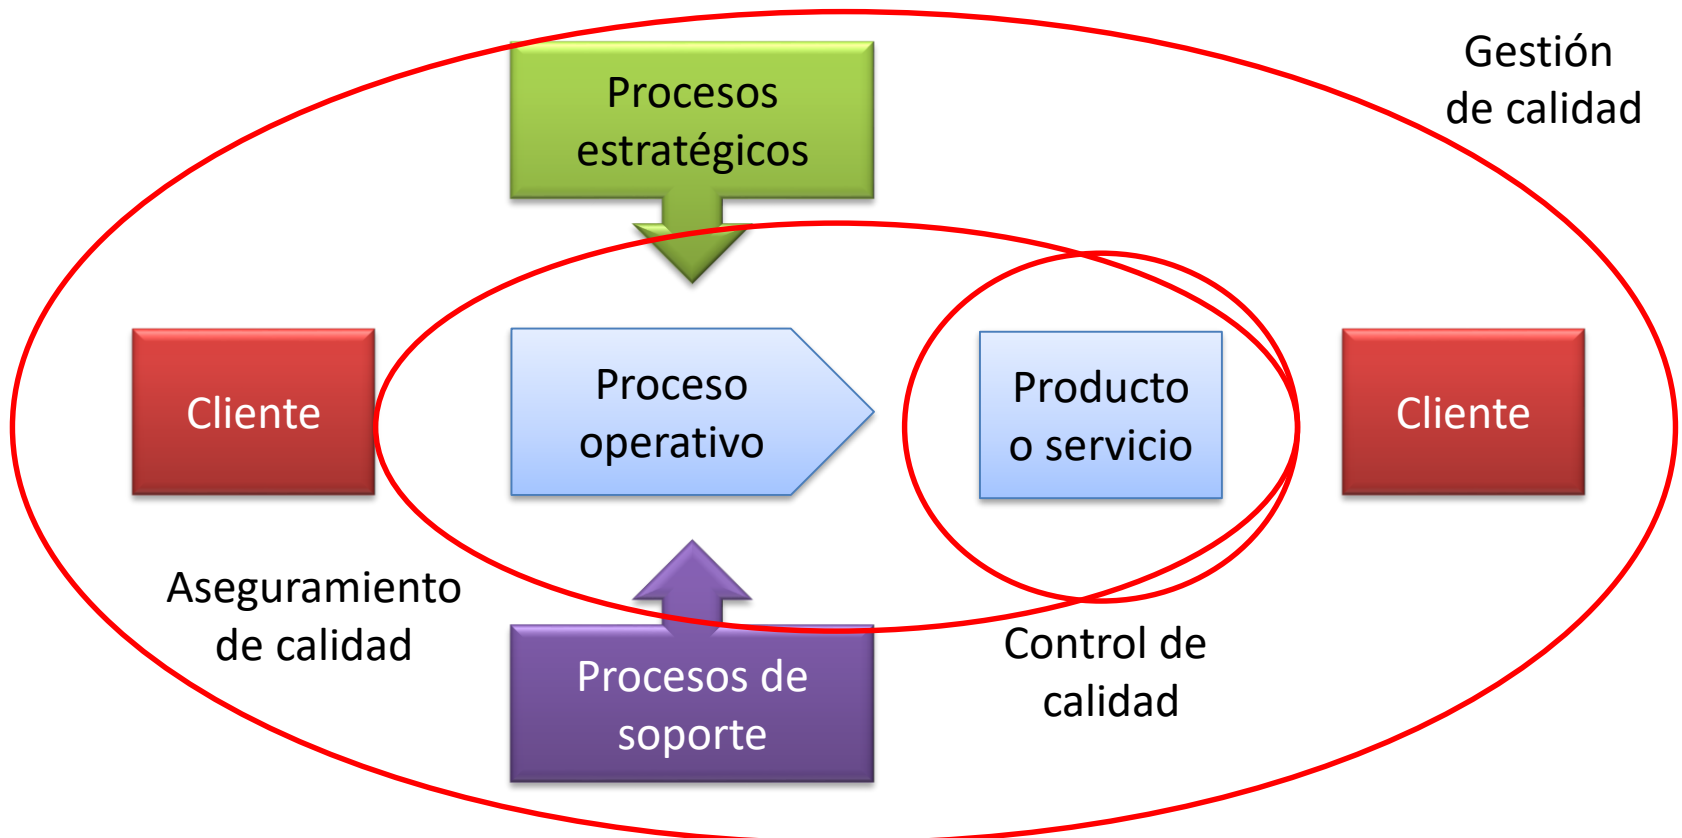 Gestión
de calidad
Procesos
estratégicos
Cliente
Proceso
operativo
Producto
o servicio
Cliente
Aseguramiento
de calidad
Procesos de
soporte
Control de
calidad